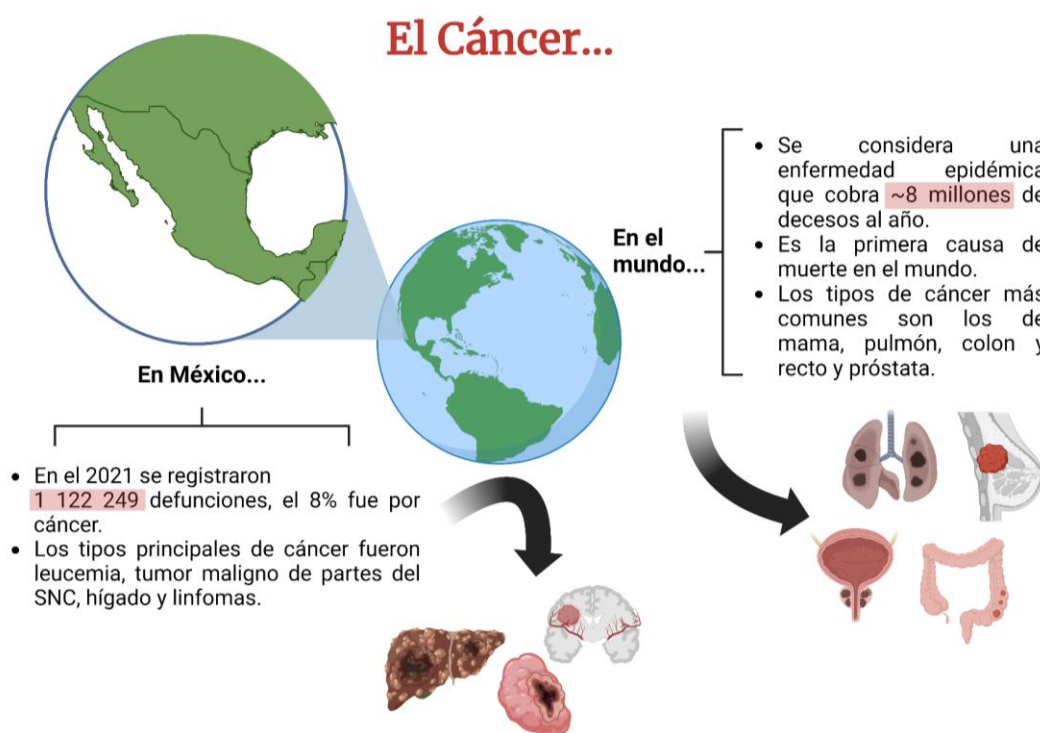 El Cáncer...
En México...
• En el 2021 se registraron
1 122 249 defunciones, el 8% fue por
cáncer.
• Los tipos principales de cáncer fueron
leucemia, tumor maligno de partes del
SNC, hígado y linfomas.
En el
mundo...
• Se considera una
enfermedad epidémica
que cobra ~8 millones de
decesos al año.
• Es la primera causa de
muerte en el mundo.
• Los tipos de cáncer más
comunes son los de
mama, pulmón, colon y
recto y próstata.